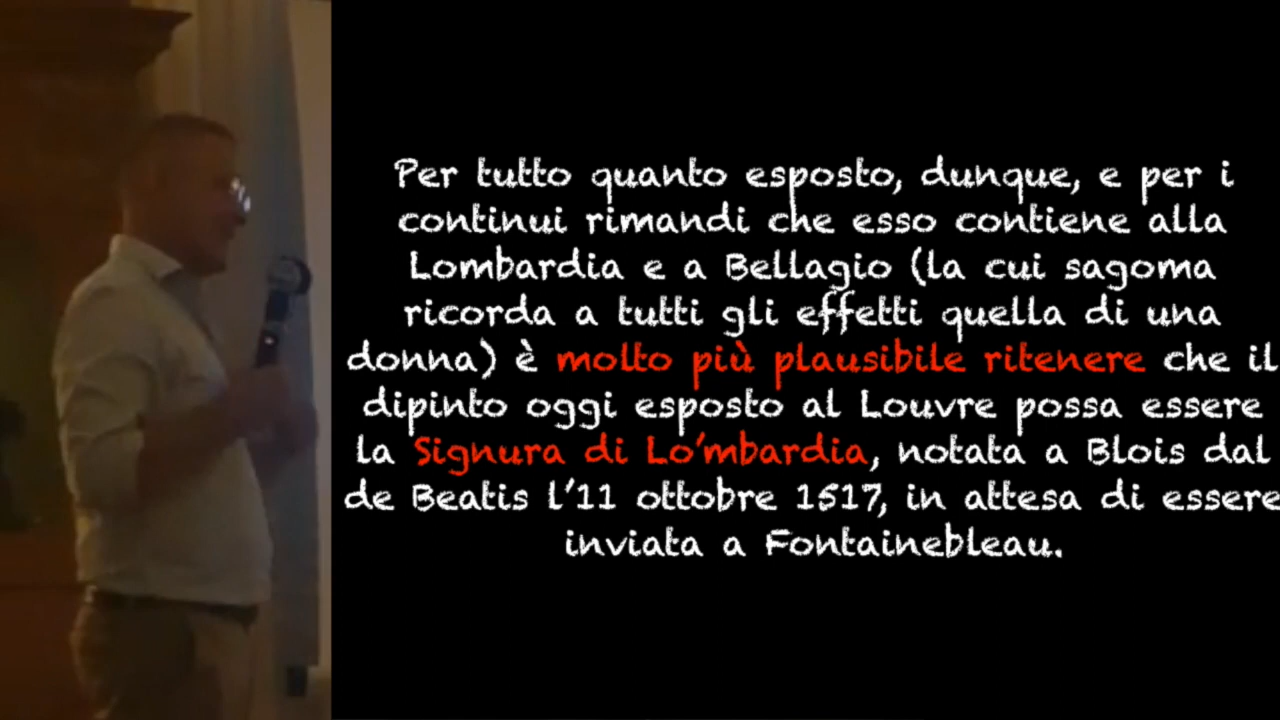 Per tutto quanto esposto, dunque, e per i
continui rimandi che esso contiene alla
Lombardia e a Bellagio (la cui sagoma
ricorda a tutti gli effetti quella di una
donna) è molto più plausibile ritenere che il
dipinto oggi esposto al Louvre possa essere
la Signura di Lo'mbardia, notata a Blois dal
de Beatis l'11 ottobre 1517, in attesa di essere
inviata a Fontainebleau.